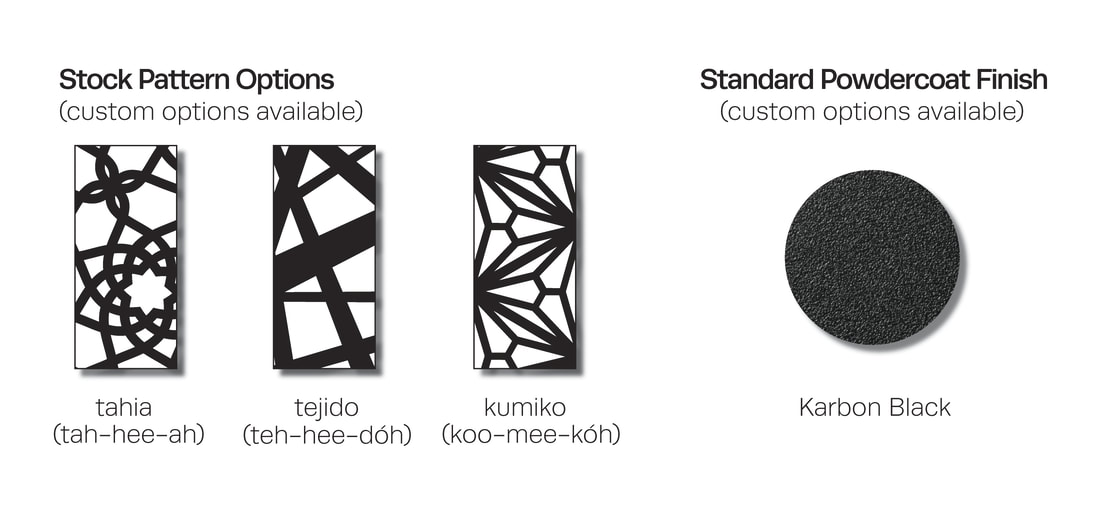 Stock Pattern Options
(custom options available)
tahia
(tah-hee-ah)
tejido
(teh-hee-dóh)
kumiko
(koo-mee-kóh)
Standard Powdercoat Finish
(custom options available)
Karbon Black